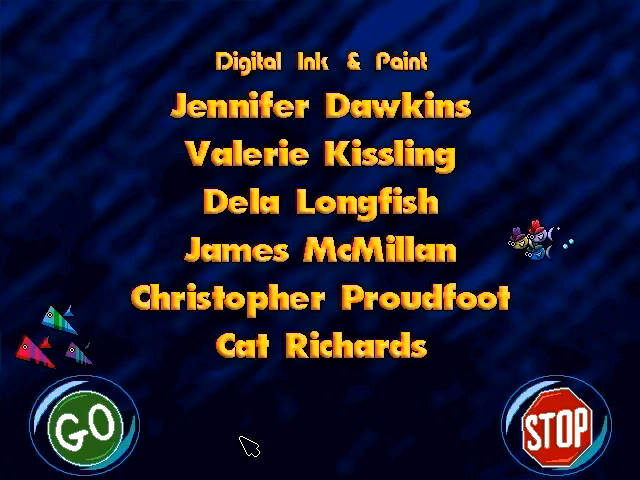 Digital Ink & Paint
Jennifer Dawkins
Valerie Kissling
Dela Longfish
James McMillan
Christopher Proudfoot
Cat Richards
GO
STOP